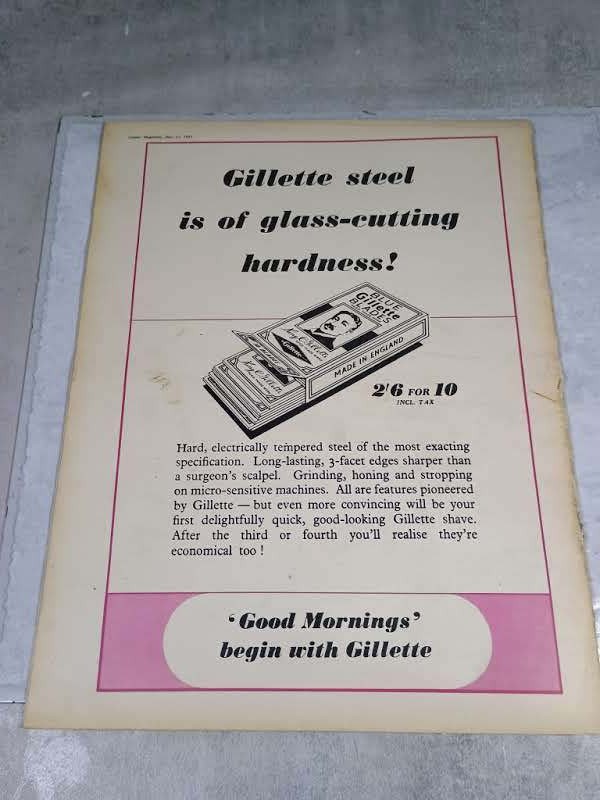 Gillette steel
is of glass-cutting
hardness!
BLUE
Gillette
BLADES
Gillette
MADE IN ENGLAND
2'6 FOR 10
INCL. TAX
Hard, electrically tempered steel of the most exacting
specification. Long-lasting, 3-facet edges sharper than
a surgeon's scalpel. Grinding, honing and stropping
on micro-sensitive machines. All are features pioneered
by Gillette — but even more convincing will be your
first delightfully quick, good-looking Gillette shave.
After the third or fourth you'll realise they're
economical too !
‘Good Mornings’
begin with Gillette